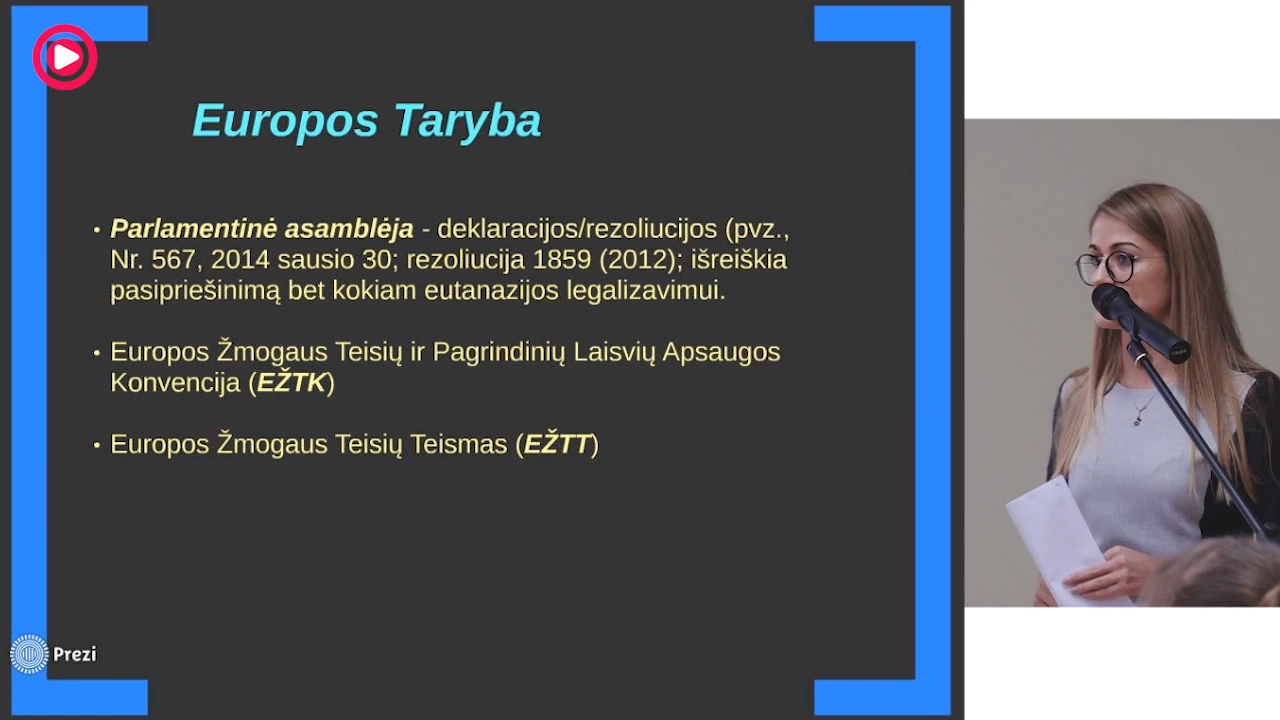 Europos Taryba
• Parlamentinė asamblėja - deklaracijos/rezoliucijos (pvz.,
Nr. 567, 2014 sausio 30; rezoliucija 1859 (2012); išreiškia
pasipriešinimą bet kokiam eutanazijos legalizavimui.
• Europos Žmogaus Teisių ir Pagrindinių Laisvių Apsaugos
Konvencija (EŽTK)
• Europos Žmogaus Teisių Teismas (EŽTT)
Prezi